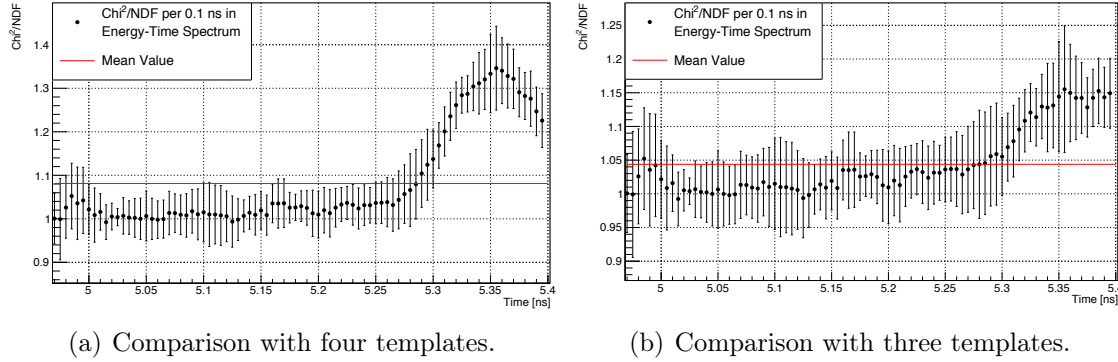 Chi²/NDF
Chi²/NDF per 0.1 ns in
Energy-Time Spectrum
Mean Value
1.4
1.3
1.2
1.1
1
0.9
5
5.05
5.1
5.15
5.2
5.25
5.3
5.35
5.4
Time [ns]
(a) Comparison with four templates.
Chi²/NDF
Chi²/NDF per 0.1 ns in
Energy-Time Spectrum
Mean Value
1.25
1.2
1.15
1.1
1.05
1
0.95
0.9
5
5.05
5.1
5.15
5.2
5.25
5.3
5.35
5.4
Time [ns]
(b) Comparison with three templates.